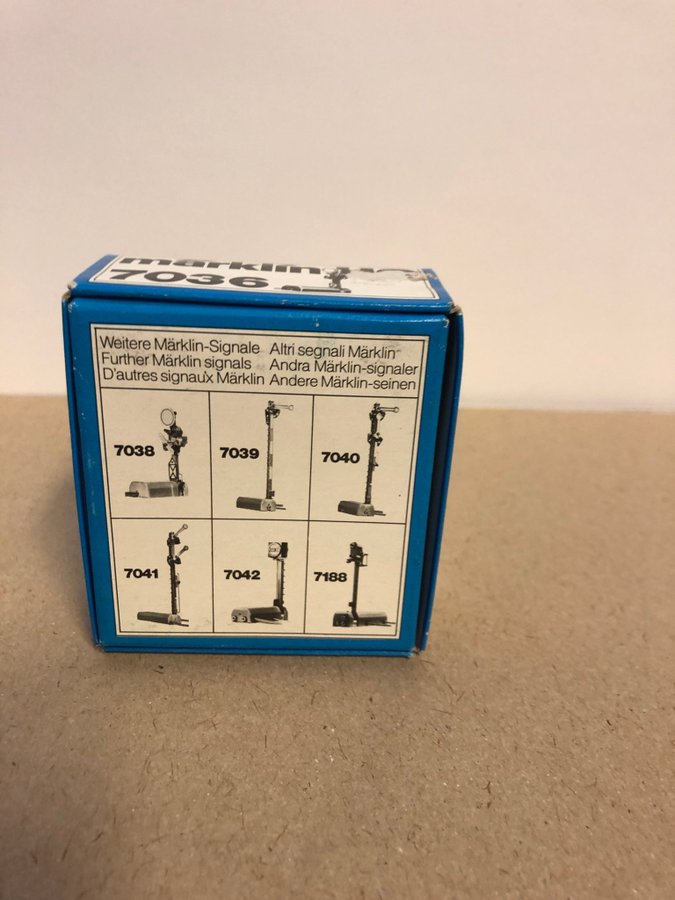 märklin HO
7036
Weitere Märklin-Signale
Further Märklin signals
D'autres signaux Märklin
Altri segnali Märklin
Andra Märklin-signaler
Andere Märklin-seinen
7038
7039
7040
7041
7042
7188